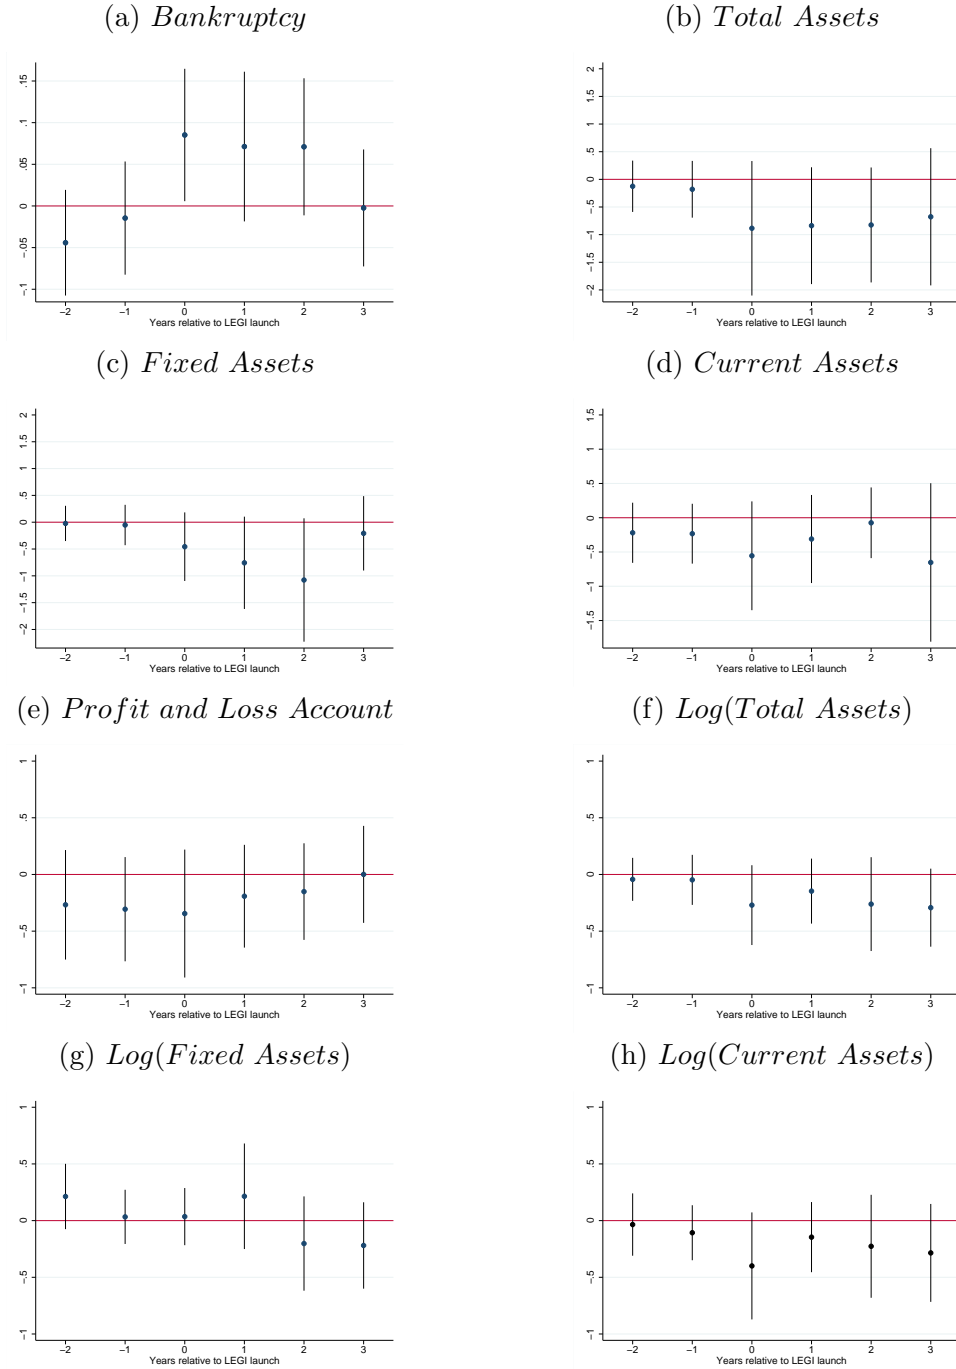 (a) Bankruptcy
(b) Total Assets
.15
.1
.05
0
−.05
−.1
−2 −1 0 1 2 3
Years relative to LEGI launch
2
1.5
1
.5
0
−.5
−1
−1.5
−2
−2 −1 0 1 2 3
Years relative to LEGI launch
(c) Fixed Assets
(d) Current Assets
2
1.5
1
.5
0
−.5
−1
−1.5
−2
−2 −1 0 1 2 3
Years relative to LEGI launch
1.5
1
.5
0
−.5
−1
−1.5
−2 −1 0 1 2 3
Years relative to LEGI launch
(e) Profit and Loss Account
(f) Log(Total Assets)
1
.5
0
−.5
−1
−2 −1 0 1 2 3
Years relative to LEGI launch
1
.5
0
−.5
−1
−2 −1 0 1 2 3
Years relative to LEGI launch
(g) Log(Fixed Assets)
(h) Log(Current Assets)
1
.5
0
−.5
−1
−2 −1 0 1 2 3
Years relative to LEGI launch
1
.5
0
−.5
−1
−2 −1 0 1 2 3
Years relative to LEGI launch